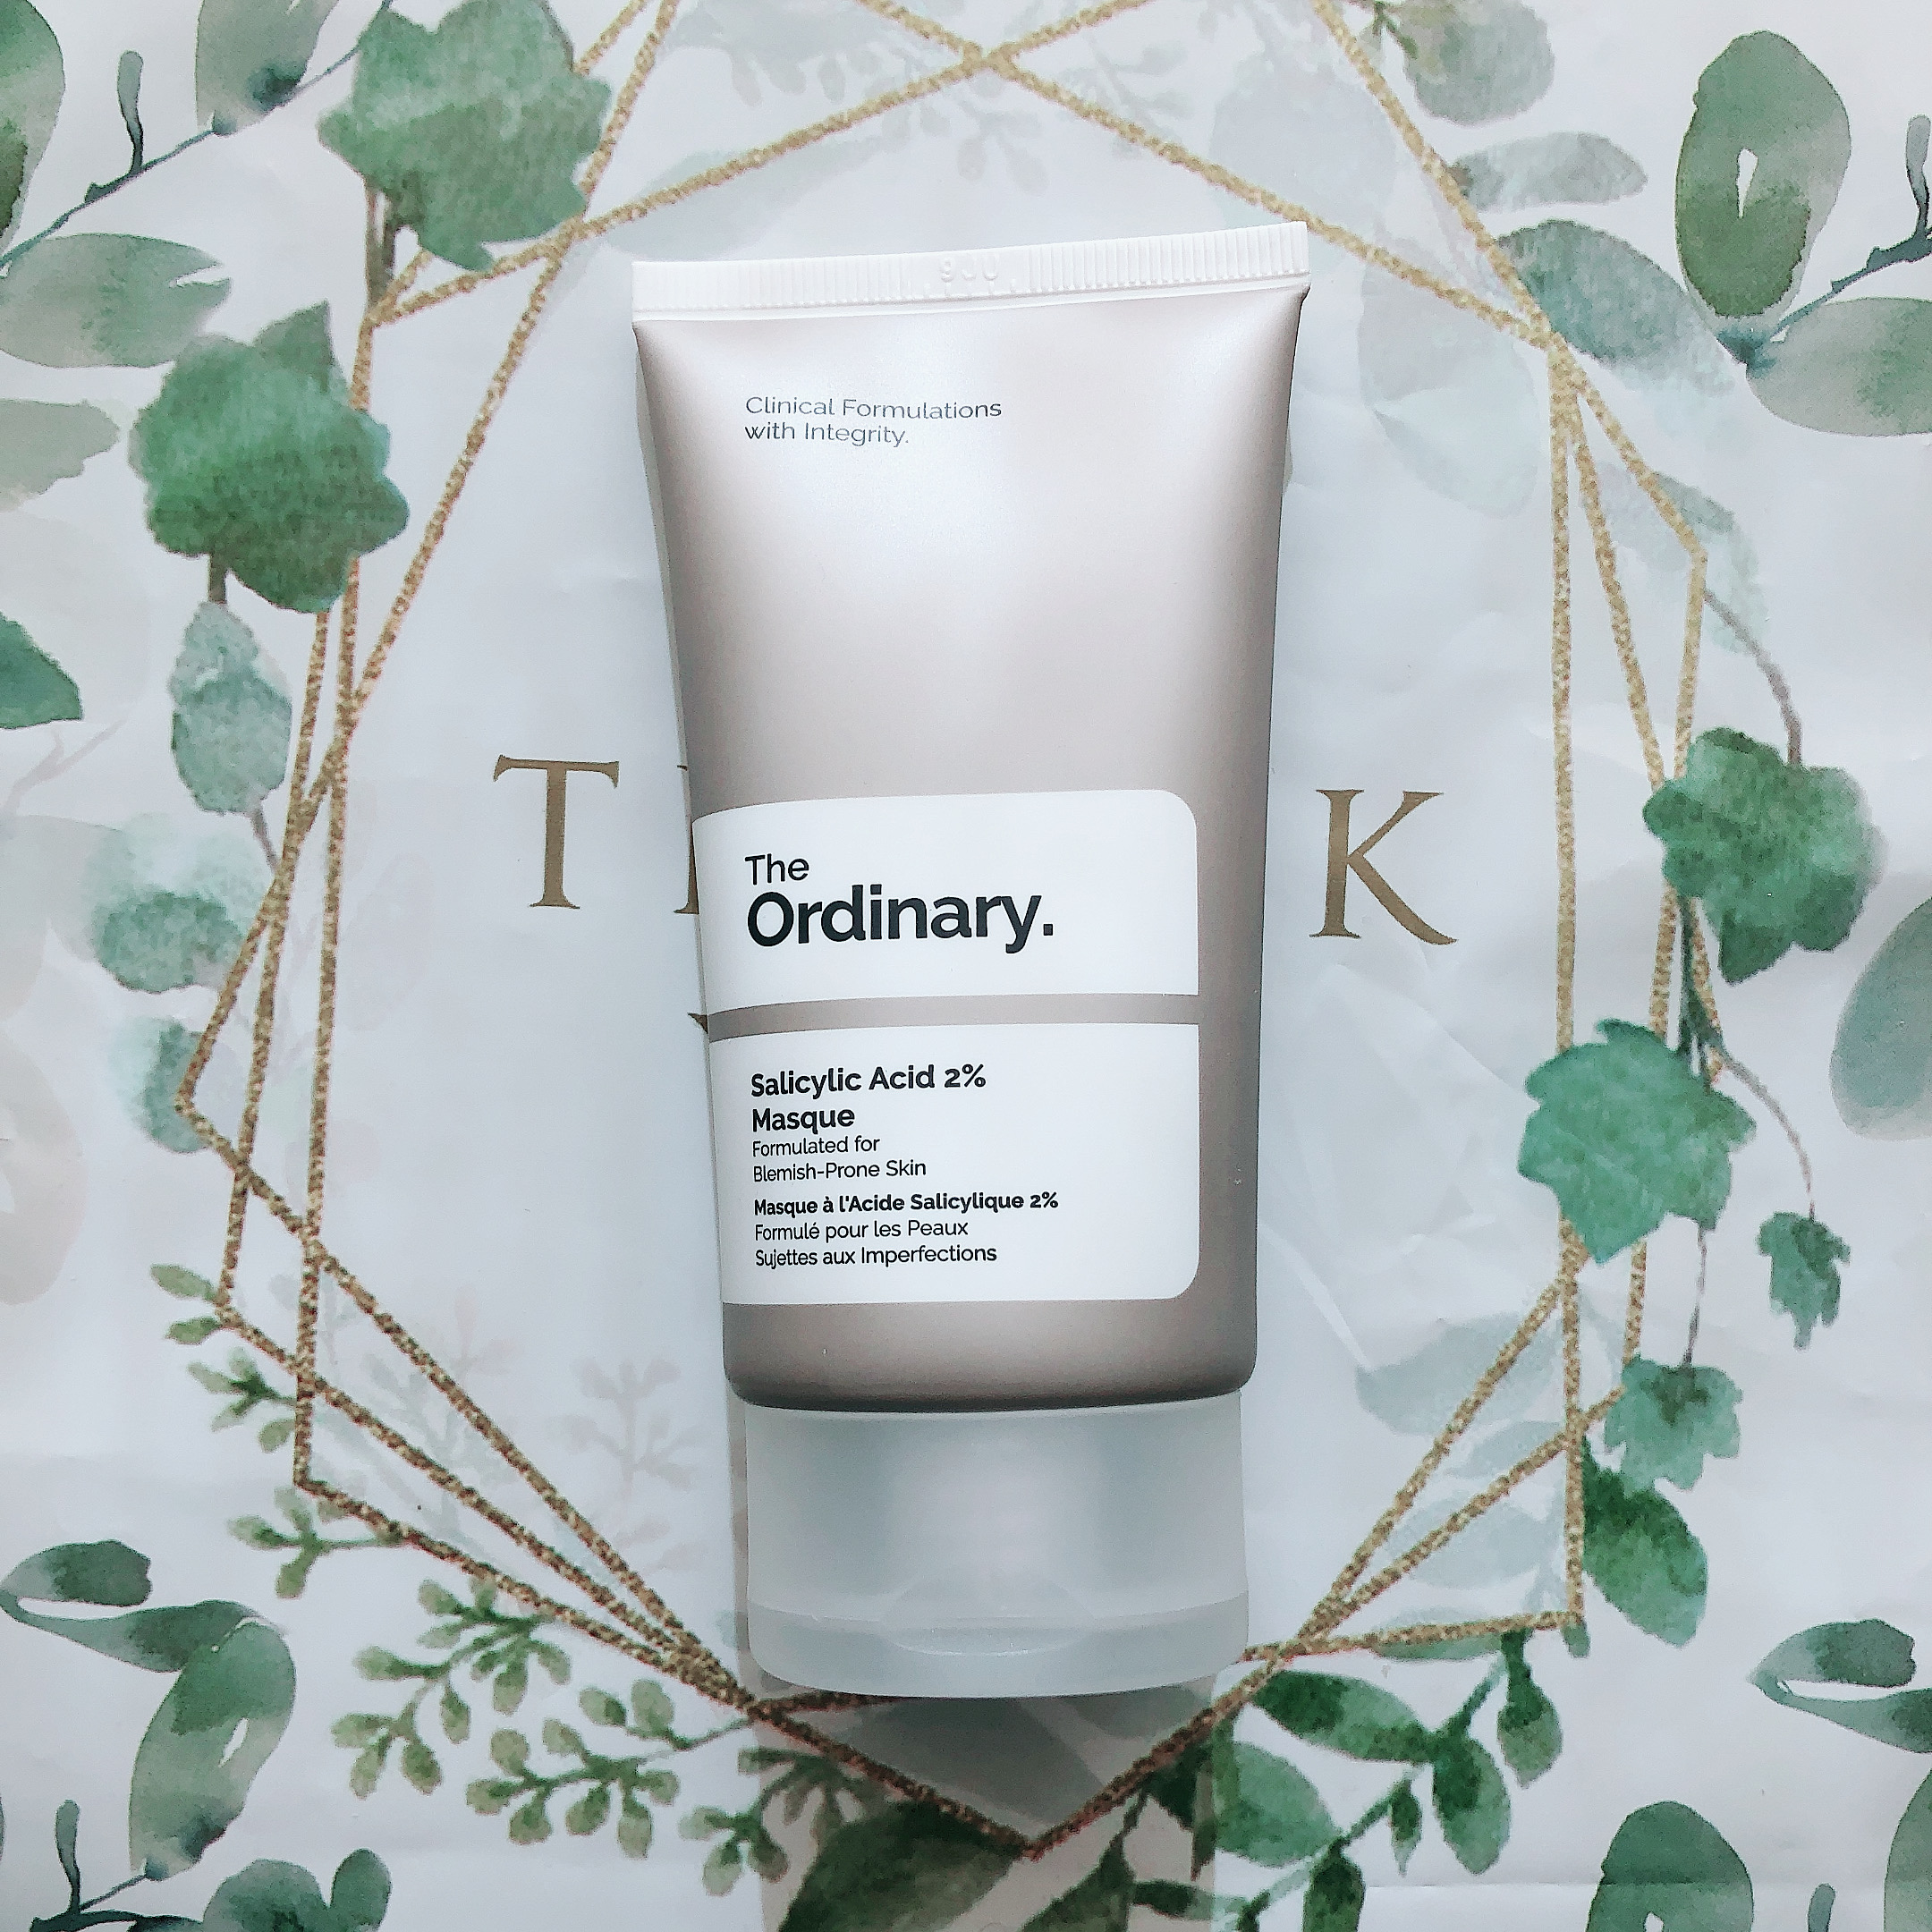 Clinical Formulations
with Integrity.
T K
The
Ordinary.
Salicylic Acid 2%
Masque
Formulated for
Blemish-Prone Skin
Masque à l'Acide Salicylique 2%
Formulé pour les Peaux
Sujettes aux Imperfections